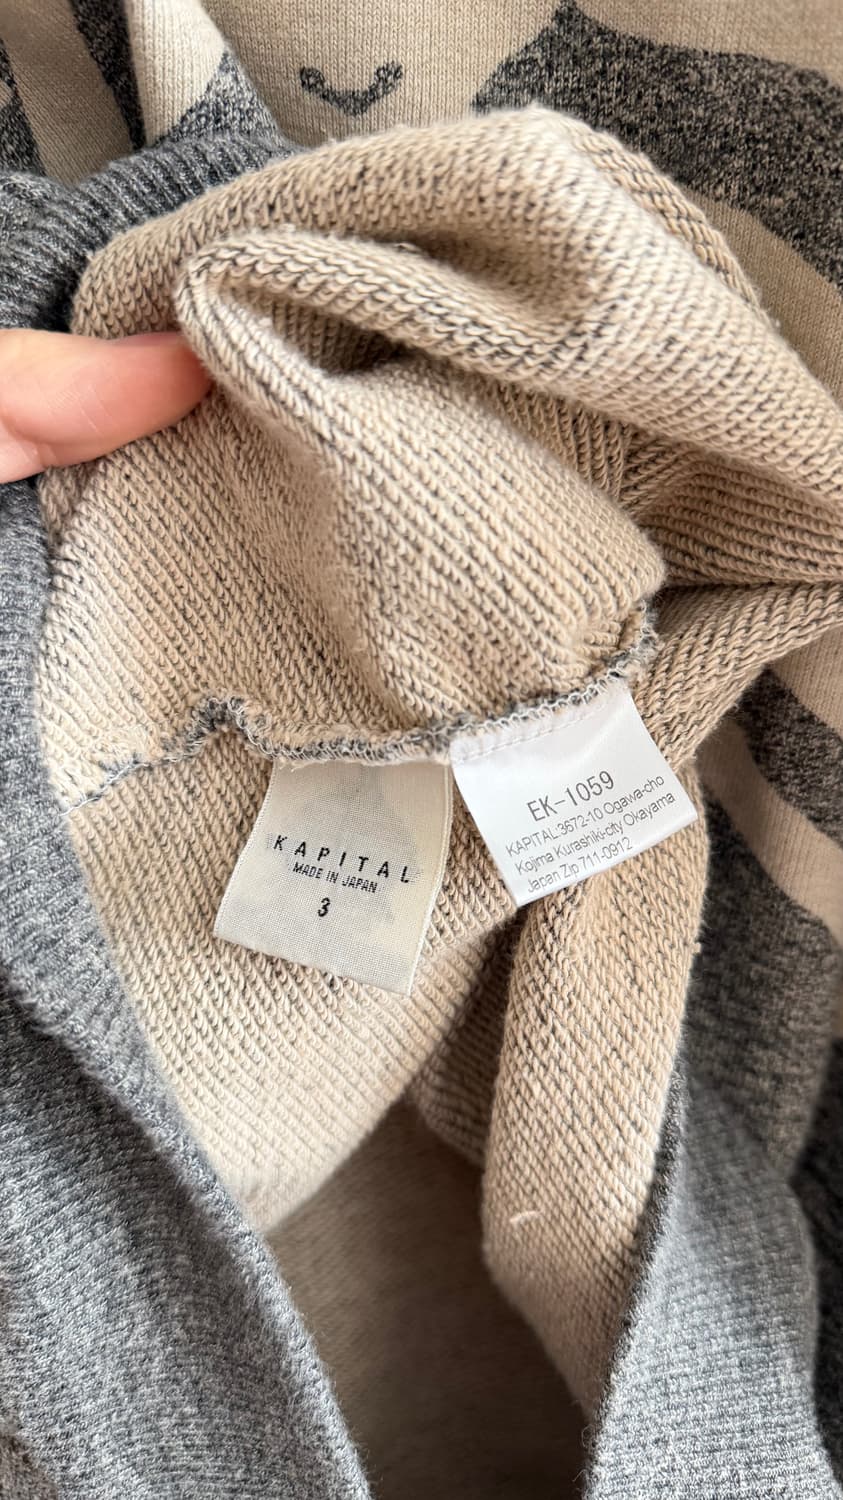 KAPITAL
MADE IN JAPAN
3
EK-1059
KAPITAL 3672-10 Ogawa-cho
Kojima Kurashiki-city Okayama
Japan Zip 711-0912